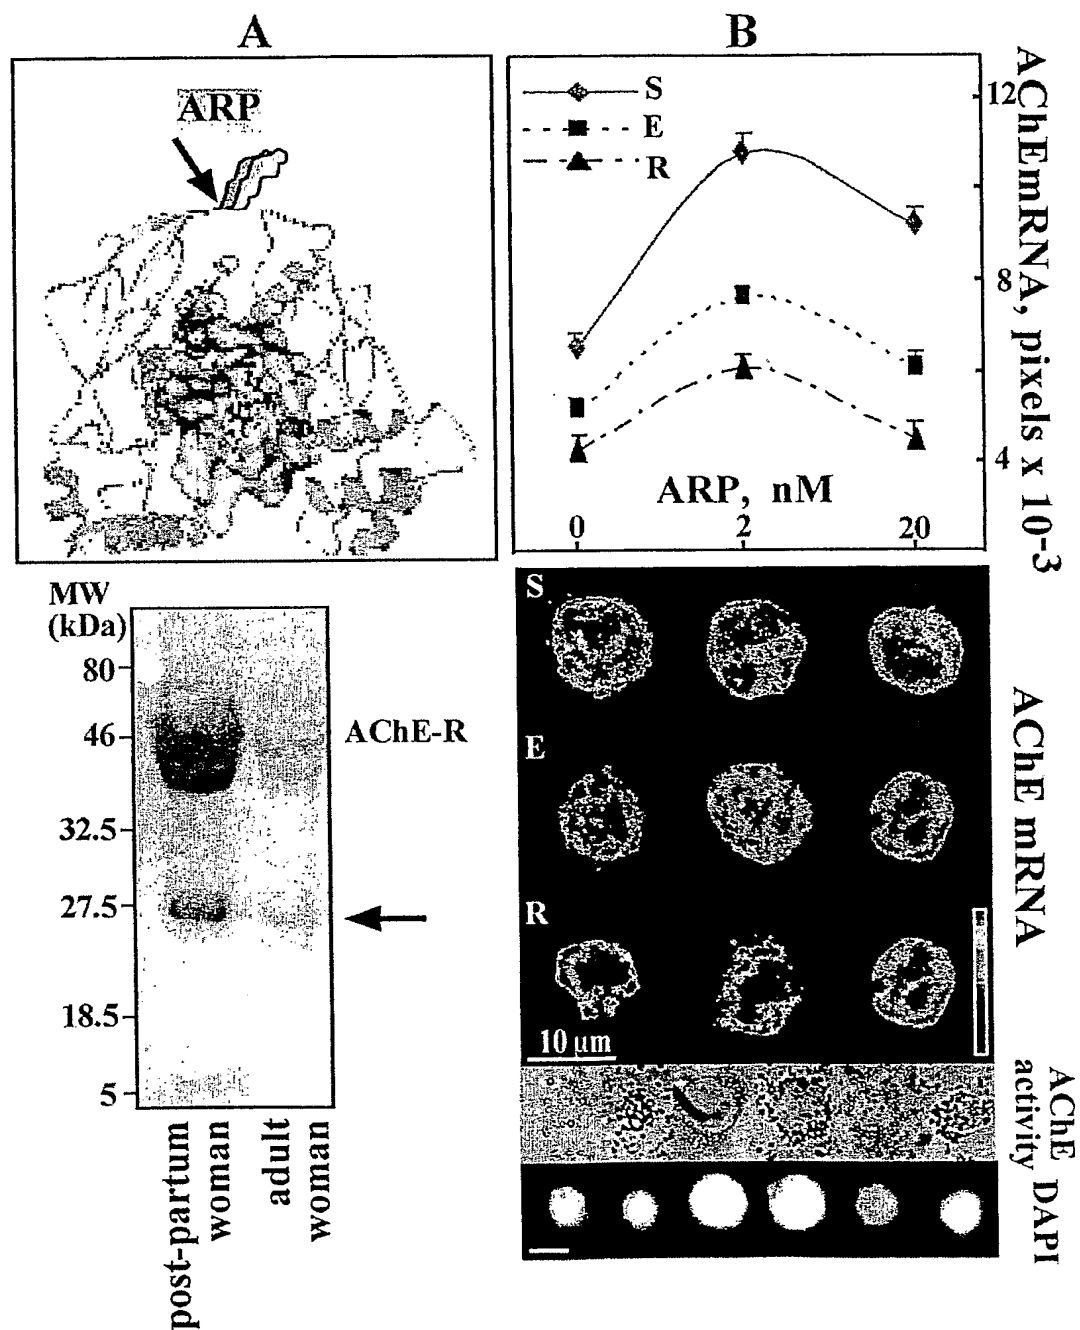 A
ARP
MW
(kDa)
80
46
32.5
27.5
18.5
5
AChE-R
post-partum
woman
adult
woman
B
S
E
R
12
8
4
AChEmRNA, pixels x 10-3
ARP, nM
0 2 20
S
E
R
10 µm
AChE mRNA
AChE
activity
DAPI